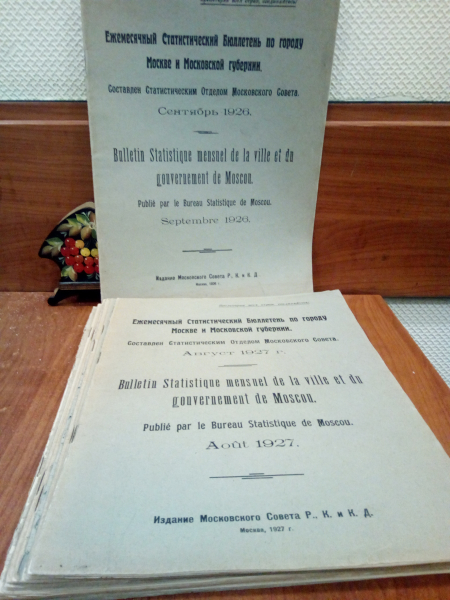 Ежемесячный Статистический Бюллетень по городу
Москве и Московской губернии.
Составлен Статистическим Отделом Московского Совета.
Сентябрь 1926.
Bulletin Statistique mensuel de la ville et du
gouvernement de Moscou.
Publié par le Bureau Statistique de Moscou.
Septembre 1926.
Издание Московского Совета Р., К. и К. Д.
Москва, 1926 г.
Ежемесячный Статистический Бюллетень по городу
Москве и Московской губернии.
Составлен Статистическим Отделом Московского Совета.
Август 1927 г.
Bulletin Statistique mensuel de la ville et du
gouvernement de Moscou.
Publié par le Bureau Statistique de Moscou.
Août 1927.
Издание Московского Совета Р., К. и К. Д.
Москва, 1927 г.